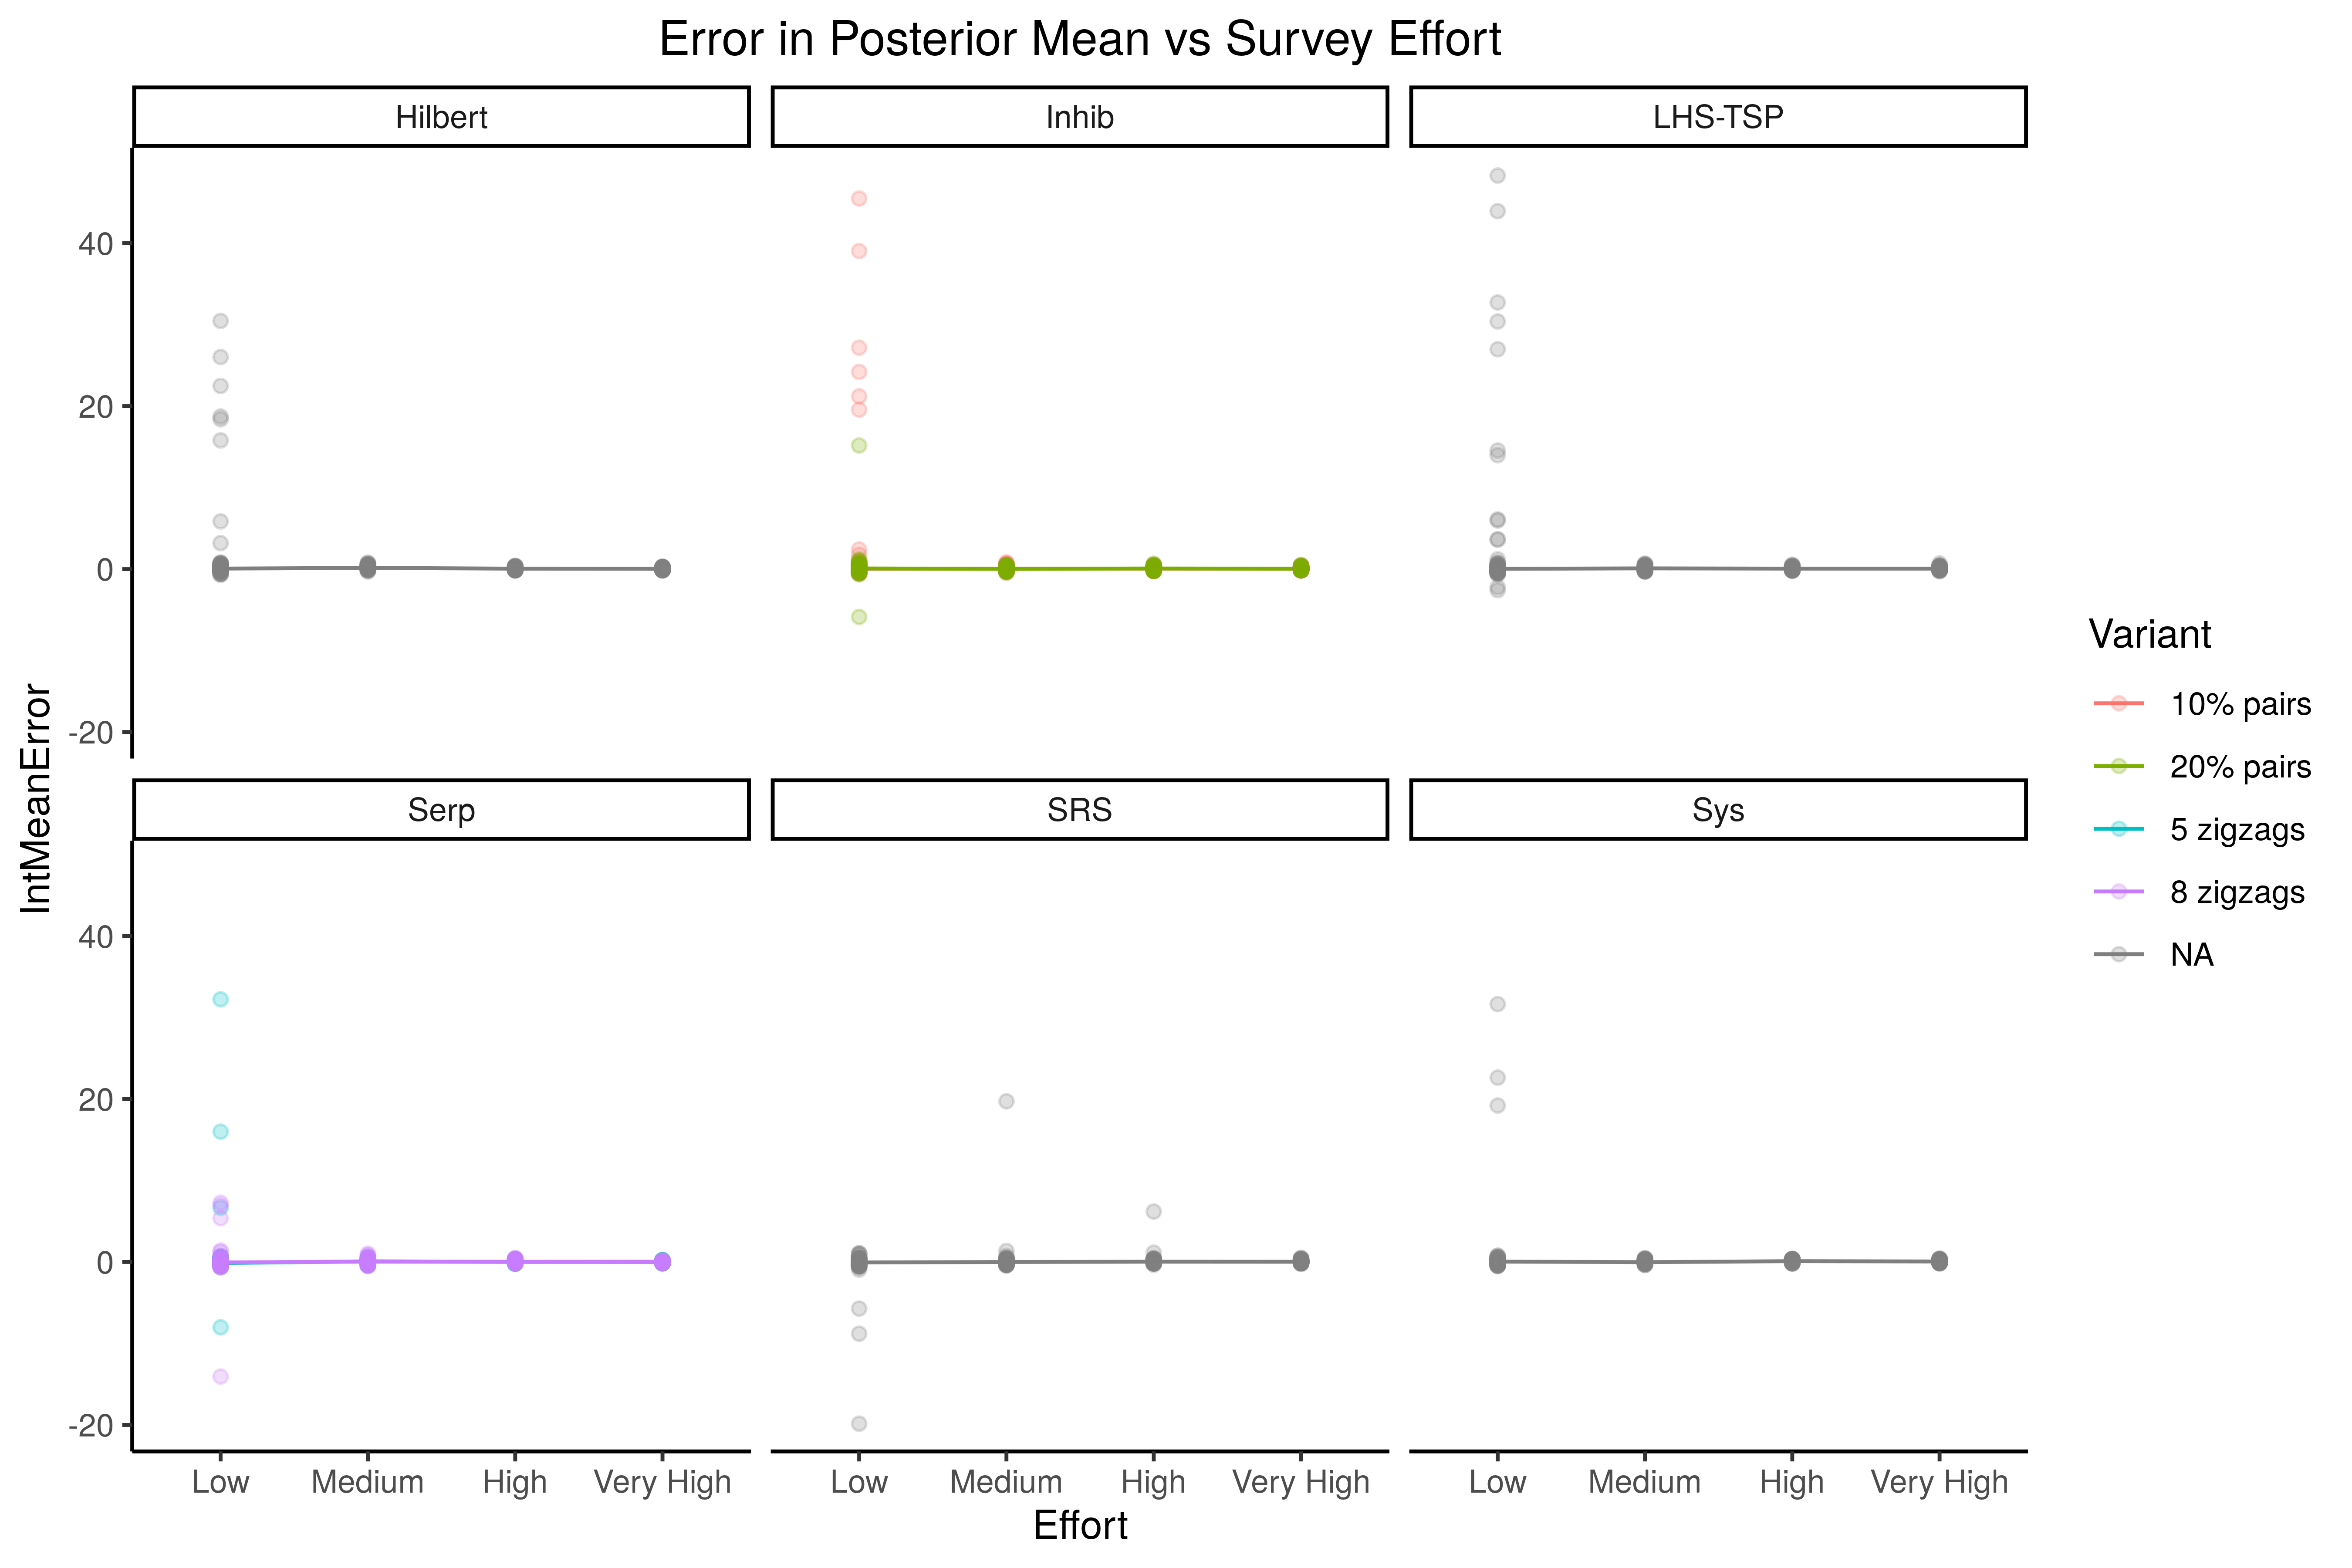 Error in Posterior Mean vs Survey Effort
Hilbert
Inhib
LHS-TSP
40
20
0
-20
IntMeanError
Serp
SRS
Sys
40
20
0
-20
Low Medium High Very High
Low Medium High Very High
Low Medium High Very High
Effort
Variant
10% pairs
20% pairs
5 zigzags
8 zigzags
NA